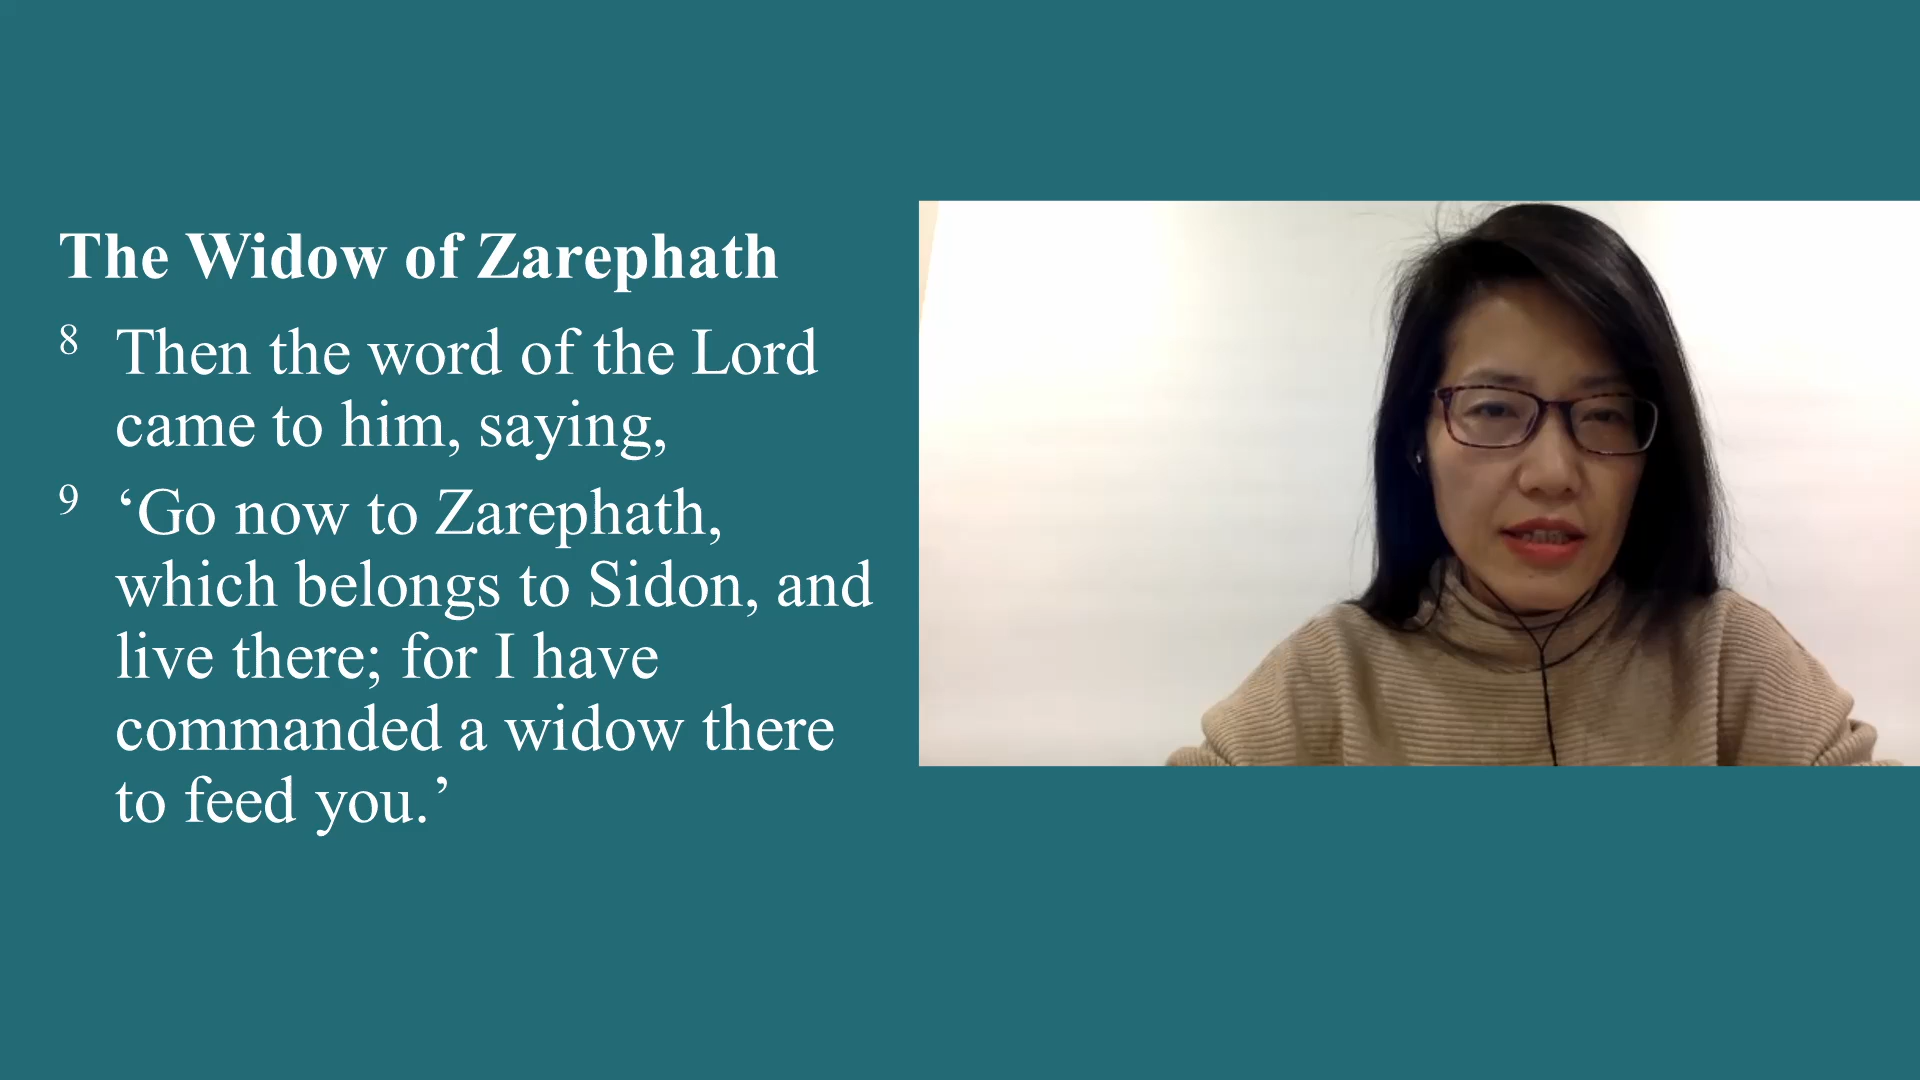 The Widow of Zarephath
8 Then the word of the Lord
came to him, saying,
9 ‘Go now to Zarephath,
which belongs to Sidon, and
live there; for I have
commanded a widow there
to feed you.’